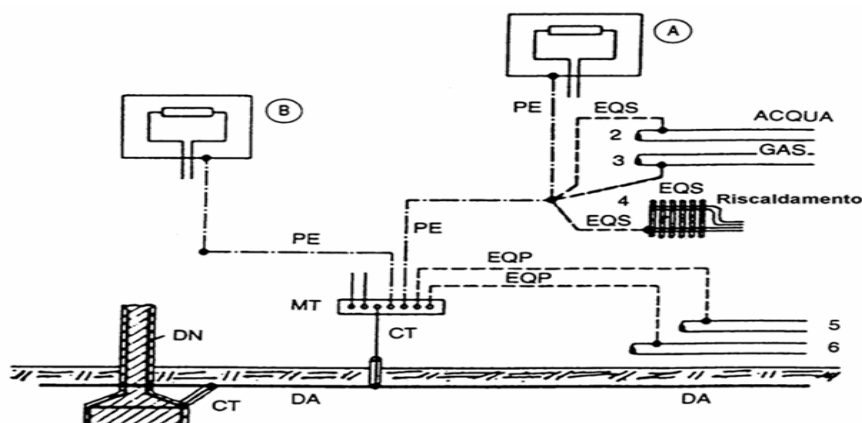 A
B
PE
EQS
ACQUA
2
3
GAS
4
EQS
Riscaldamento
EQS
PE
PE
EQP
EQP
MT
CT
5
6
DN
CT
DA
DA